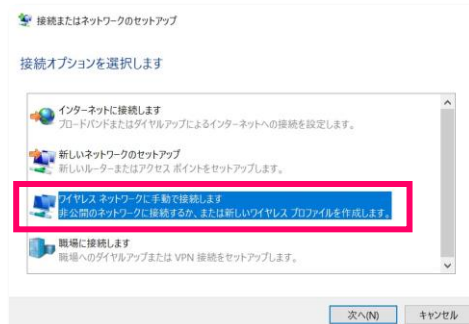 接続またはネットワークのセットアップ
接続オプションを選択します
インターネットに接続します
ブロードバンドまたはダイヤルアップによるインターネットへの接続を設定します。
新しいネットワークのセットアップ
新しいルーターまたはアクセス ポイントをセットアップします。
ワイヤレス ネットワークに手動で接続します
非公開のネットワークに接続するか、または新しいワイヤレス プロファイルを作成します。
職場に接続します
職場へのダイヤルアップまたは VPN 接続をセットアップします。
次へ(N)
キャンセル